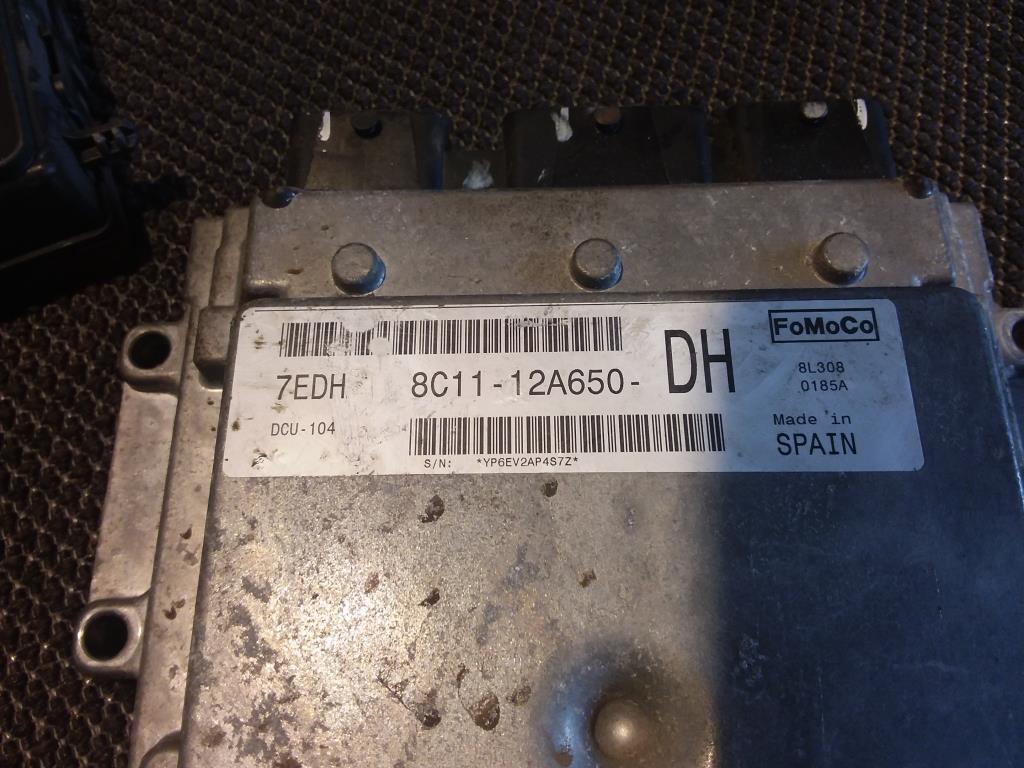 FoMoCo
7EDH 8C11-12A650- DH
8L308
0185A
DCU-104
Made in
SPAIN
S/N: *YP6EV2AP4S7Z*